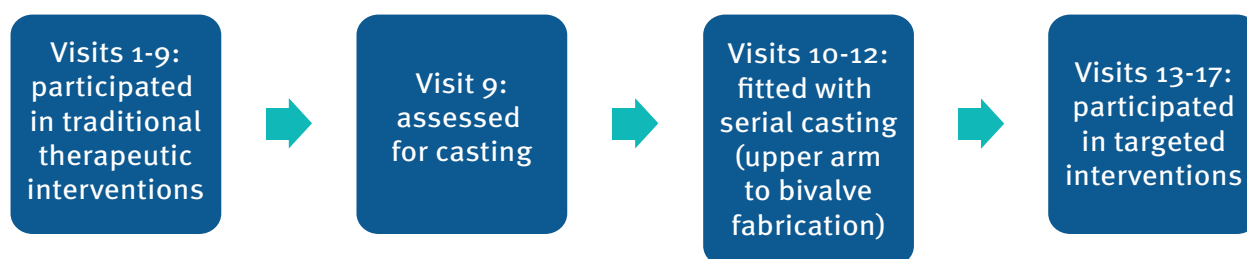 Visits 1-9:
participated
in traditional
therapeutic
interventions
Visit 9:
assessed
for casting
Visits 10-12:
fitted with
serial casting
(upper arm
to bivalve
fabrication)
Visits 13-17:
participated
in targeted
interventions